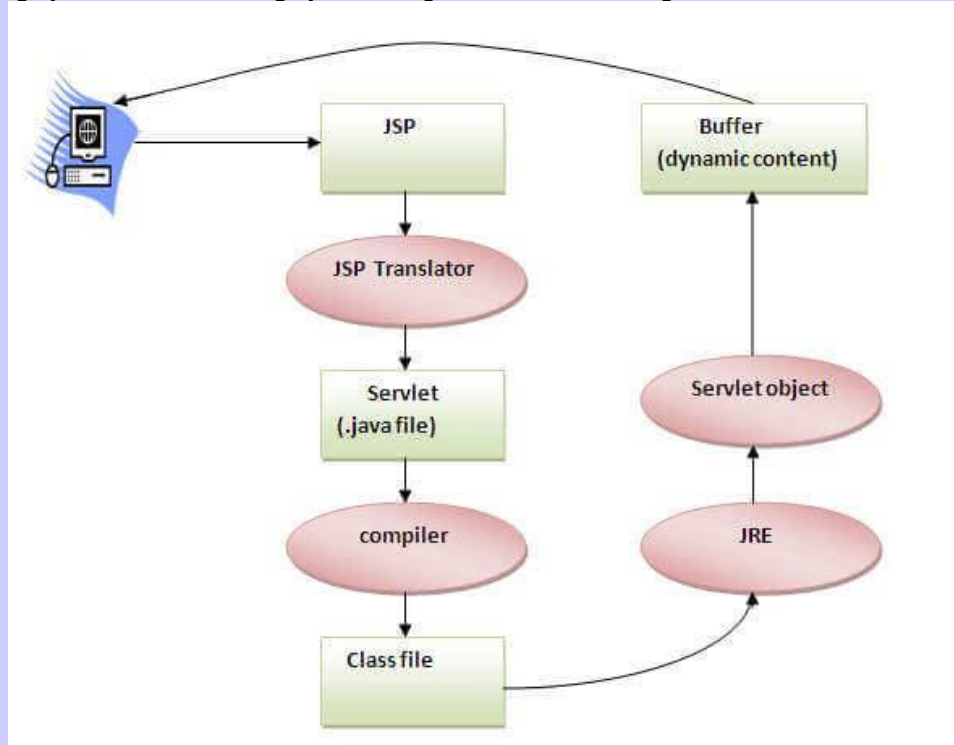 JSP
JSP Translator
Servlet
(.java file)
compiler
Class file
JRE
Servlet object
Buffer
(dynamic content)